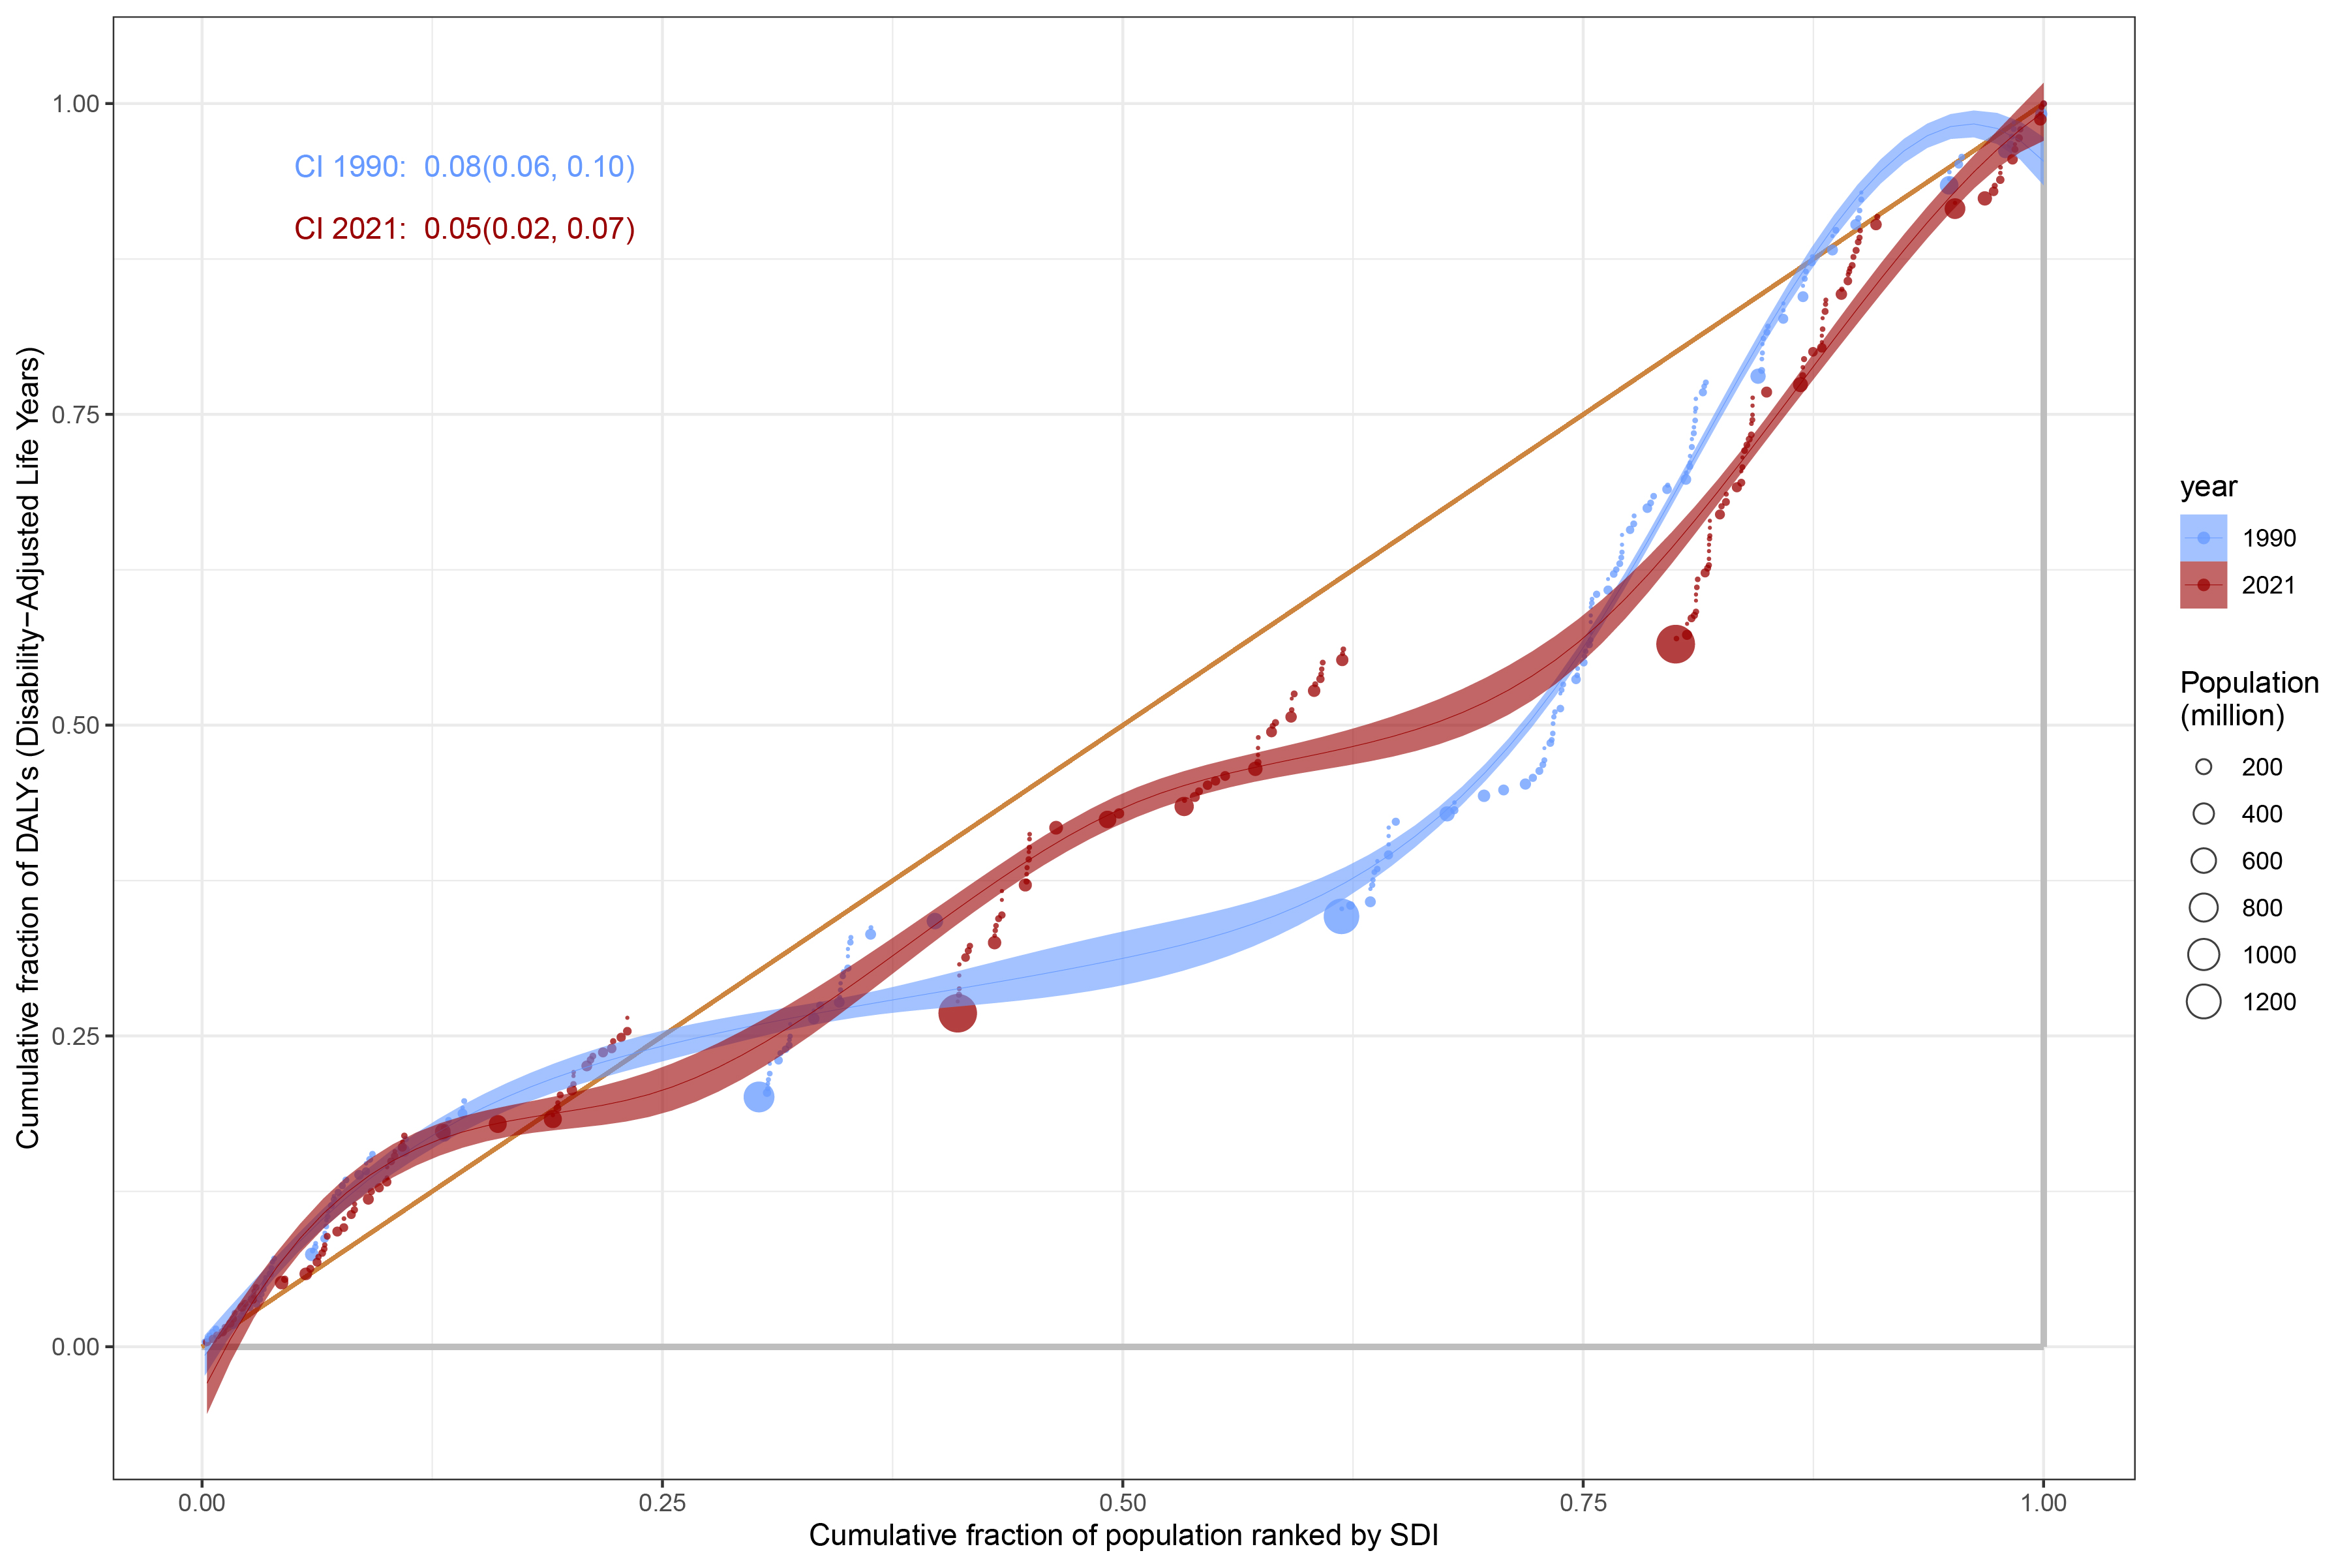 CI 1990:  0.08(0.06, 0.10)
CI 2021:  0.05(0.02, 0.07)
Cumulative fraction of DALYs (Disability−Adjusted Life Years)
1.00
0.75
0.50
0.25
0.00
0.00
0.25
0.50
0.75
1.00
Cumulative fraction of population ranked by SDI
year
1990
2021
Population
(million)
200
400
600
800
1000
1200